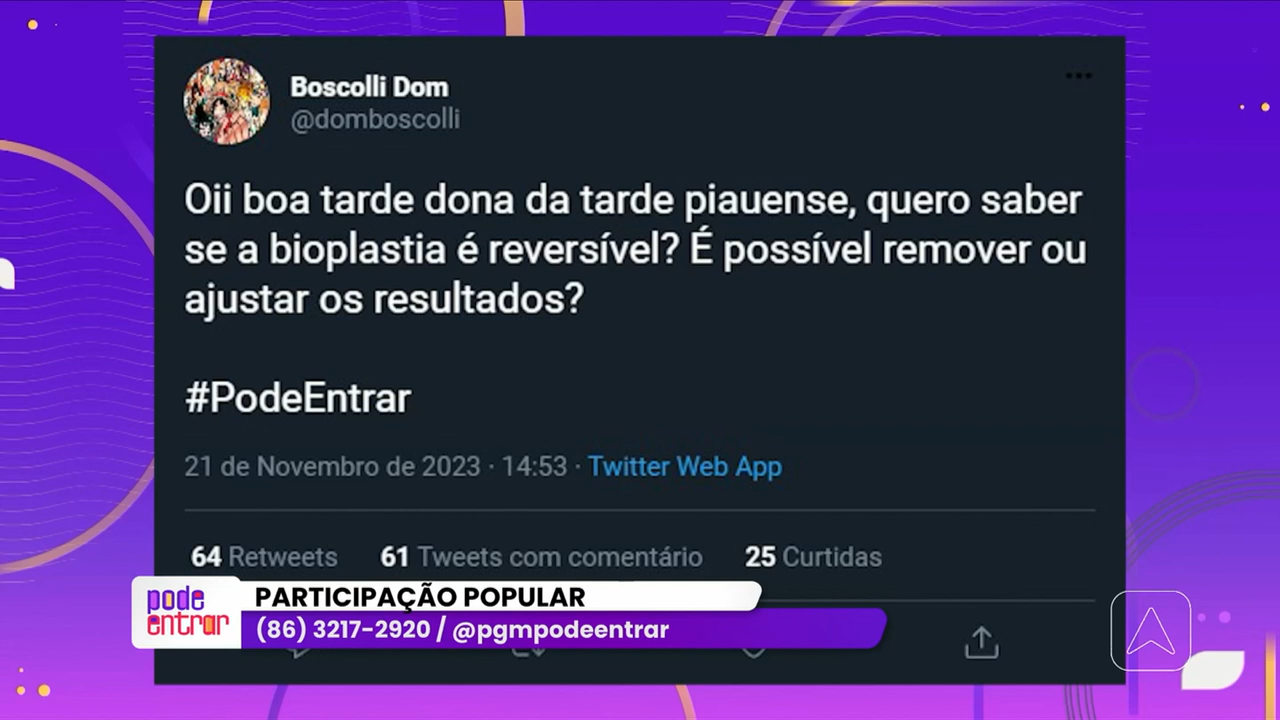 Boscolli Dom
@domboscolli
Oii boa tarde dona da tarde piauense, quero saber
se a bioplastia é reversível? É possível remover ou
ajustar os resultados?
#PodeEntrar
21 de Novembro de 2023 · 14:53 · Twitter Web App
64 Retweets 61 Tweets com comentário 25 Curtidas
pode
entrar
PARTICIPAÇÃO POPULAR
(86) 3217-2920 / @pgmpodeentrar